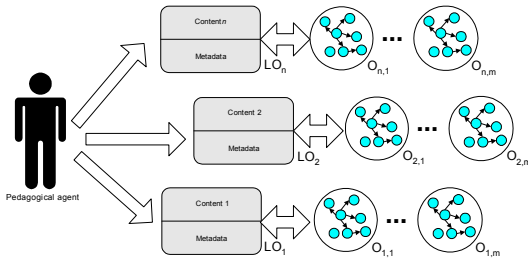 Content n
Metadata
LOn
On,1
...
On,m
Content 2
Metadata
LO2
O2,1
...
O2,m
Pedagogical agent
Content 1
Metadata
LO1
O1,1
...
O1,m